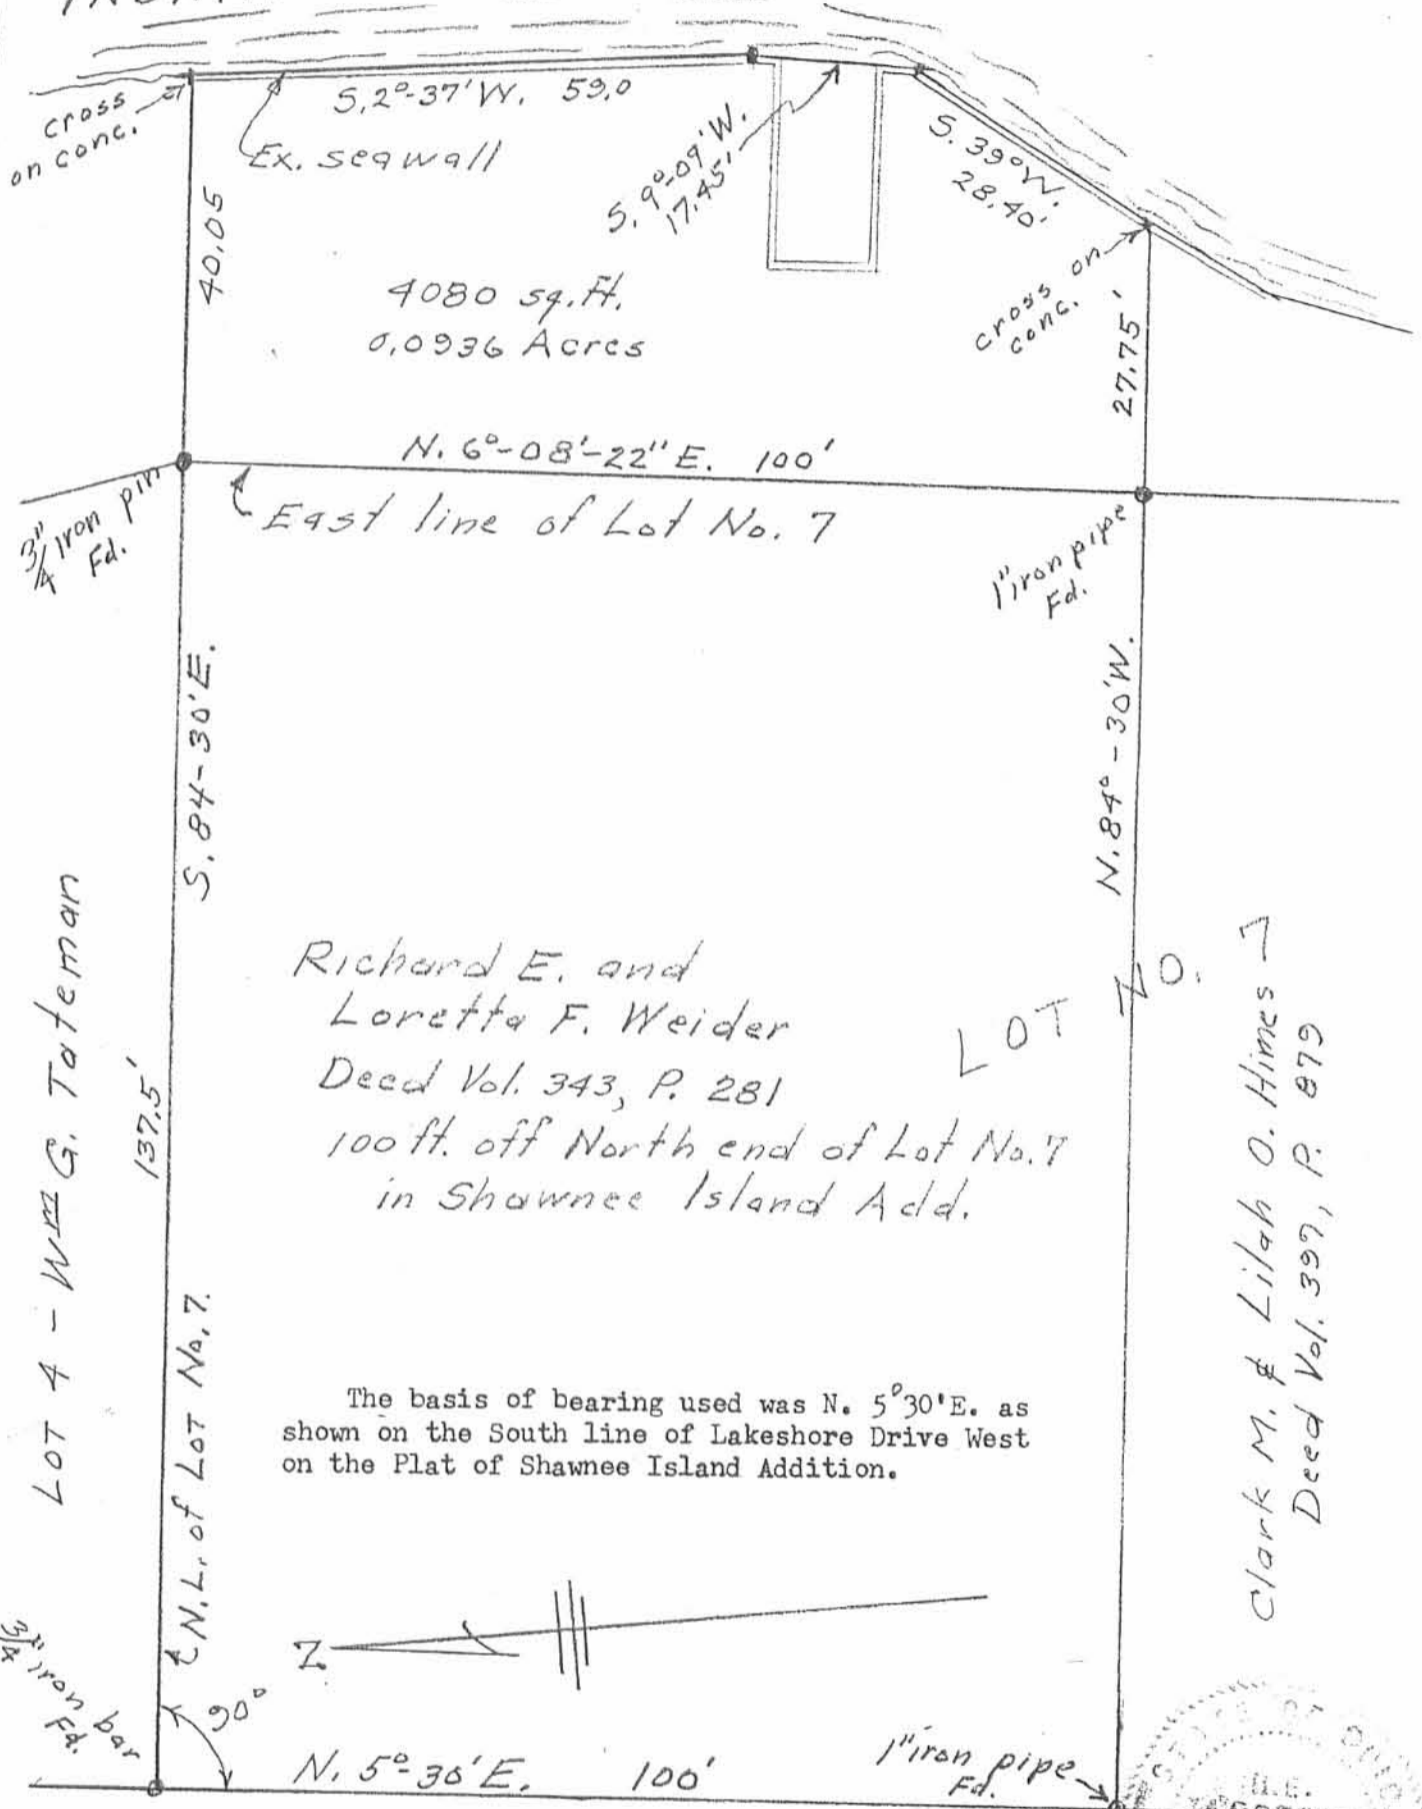 cross
on conc.
S. 2°-37' W. 59.0
Ex. seawall
S. 9°-09' W.
17.45'
S. 39° W.
28.40'
cross on
conc.
40.05
27.75'
4080 sq. ft.
0.0936 Acres
N. 6°-08'-22" E. 100'
East line of Lot No. 7
3/4" iron pin
Fd.
1" iron pipe
Fd.
S. 84-30' E.
N. 84°-30' W.
Richard E. and
Loretta F. Weider
Deed Vol. 343, P. 281
100 ft. off North end of Lot No. 7
in Shawnee Island Add.
LOT NO. 7
LOT 4 - Wm G. Tateman
137.5'
N.L. of LOT No. 7.
Clark M. & Lilah O. Himes
Deed Vol. 397, P. 879
The basis of bearing used was N. 5°30'E. as
shown on the South line of Lakeshore Drive West
on the Plat of Shawnee Island Addition.
N
3/4" iron bar
Fd.
90°
N. 5°-30' E. 100'
1" iron pipe
Fd.
STATE OF OHIO